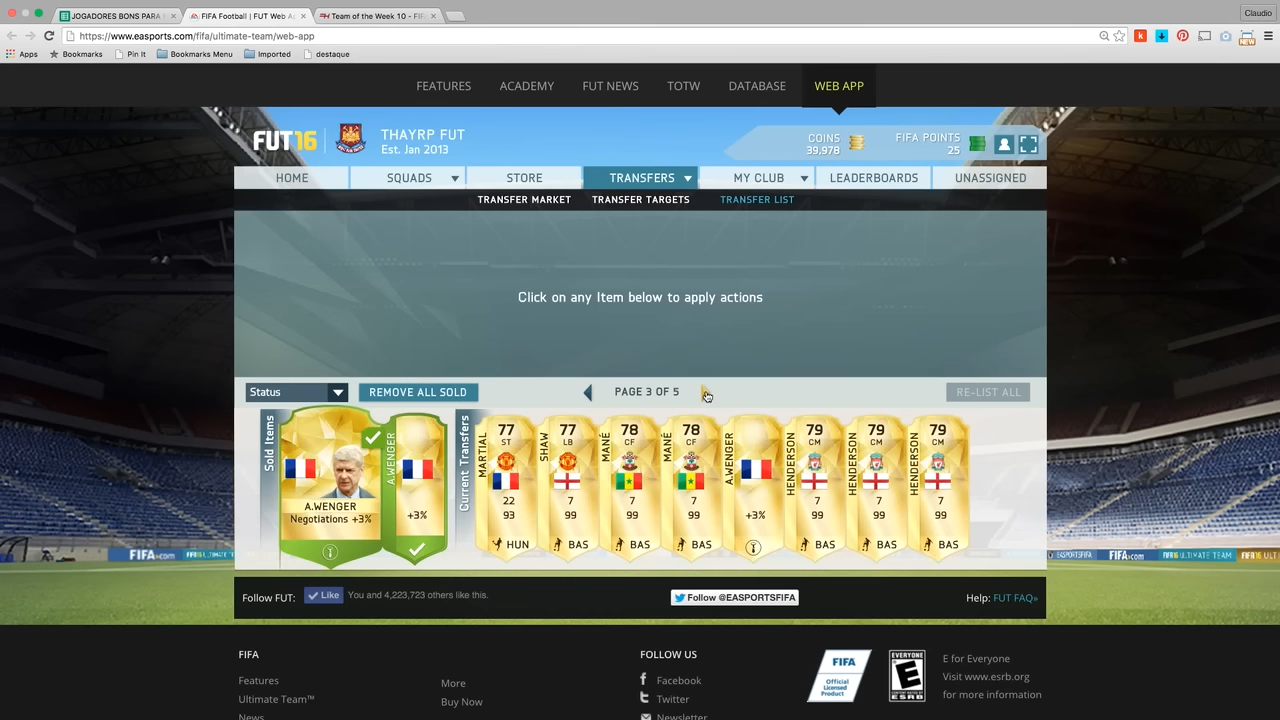 JOGADORES BONS PARA
FIFA Football | FUT Web A
Team of the Week 10 - FIF
Claudio
https://www.easports.com/fifa/ultimate-team/web-app
Apps
Bookmarks
Pin It
Bookmarks Menu
Imported
destaque
NEW
FEATURES
ACADEMY
FUT NEWS
TOTW
DATABASE
WEB APP
FUT16
THAYRP FUT
Est. Jan 2013
COINS
39,978
FIFA POINTS
25
HOME
SQUADS
STORE
TRANSFERS
MY CLUB
LEADERBOARDS
UNASSIGNED
TRANSFER MARKET
TRANSFER TARGETS
TRANSFER LIST
Click on any Item below to apply actions
Status
REMOVE ALL SOLD
PAGE 3 OF 5
RE-LIST ALL
Sold Items
A.WENGER
Negotiations +3%
A.WENGER
+3%
Current Transfers
MARTIAL
77
ST
22
93
HUN
SHAW
77
LB
7
99
BAS
MANÉ
78
CF
7
99
BAS
MANÉ
78
CF
7
99
BAS
A.WENGER
+3%
HENDERSON
79
CM
7
99
BAS
HENDERSON
79
CM
7
99
BAS
HENDERSON
79
CM
7
99
BAS
FIFA.com
FIFA.com
Follow FUT:
Like
You and 4,223,723 others like this.
Follow @EASPORTSFIFA
Help: FUT FAQ»
FIFA
Features
Ultimate Team™
News
More
Buy Now
FOLLOW US
Facebook
Twitter
Newsletter
FIFA
Official
Licensed
Product
EVERYONE
E
ESRB
E for Everyone
Visit www.esrb.org
for more information